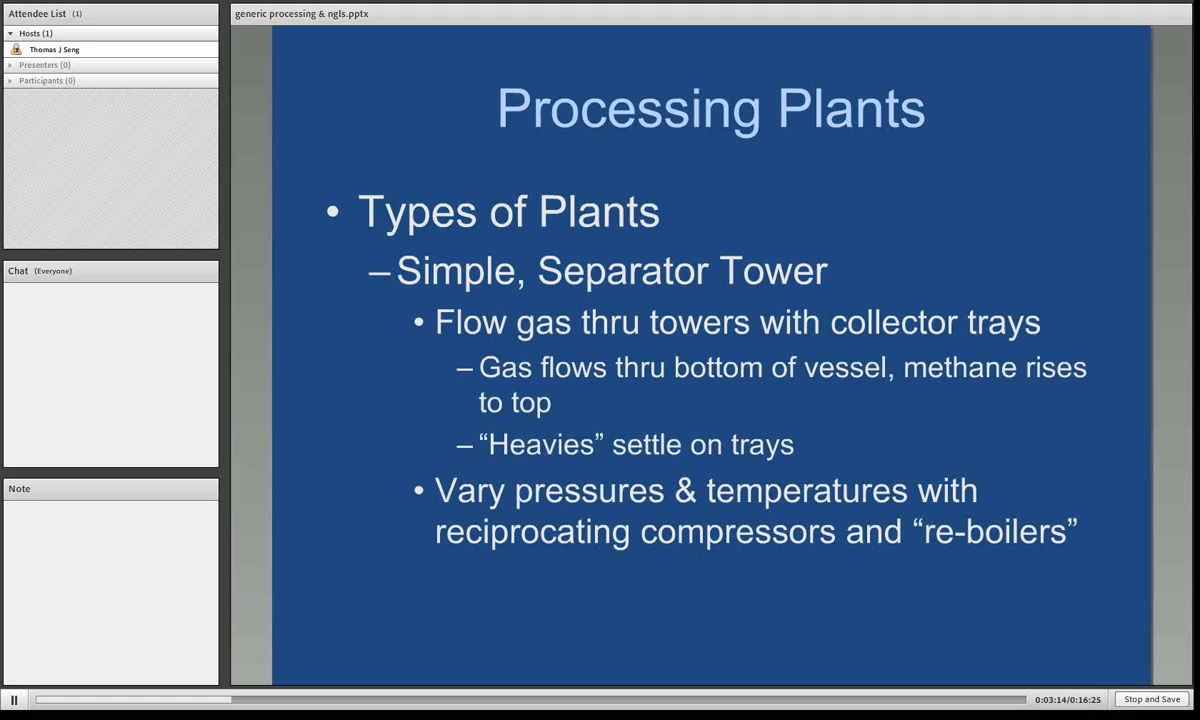 Attendee List (1)
Hosts (1)
Thomas J Seng
Presenters (0)
Participants (0)
Chat (Everyone)
Note
generic processing & ngls.pptx
Processing Plants
• Types of Plants
– Simple, Separator Tower
• Flow gas thru towers with collector trays
– Gas flows thru bottom of vessel, methane rises
to top
– “Heavies” settle on trays
• Vary pressures & temperatures with
reciprocating compressors and “re-boilers”
0:03:14/0:16:25
Stop and Save